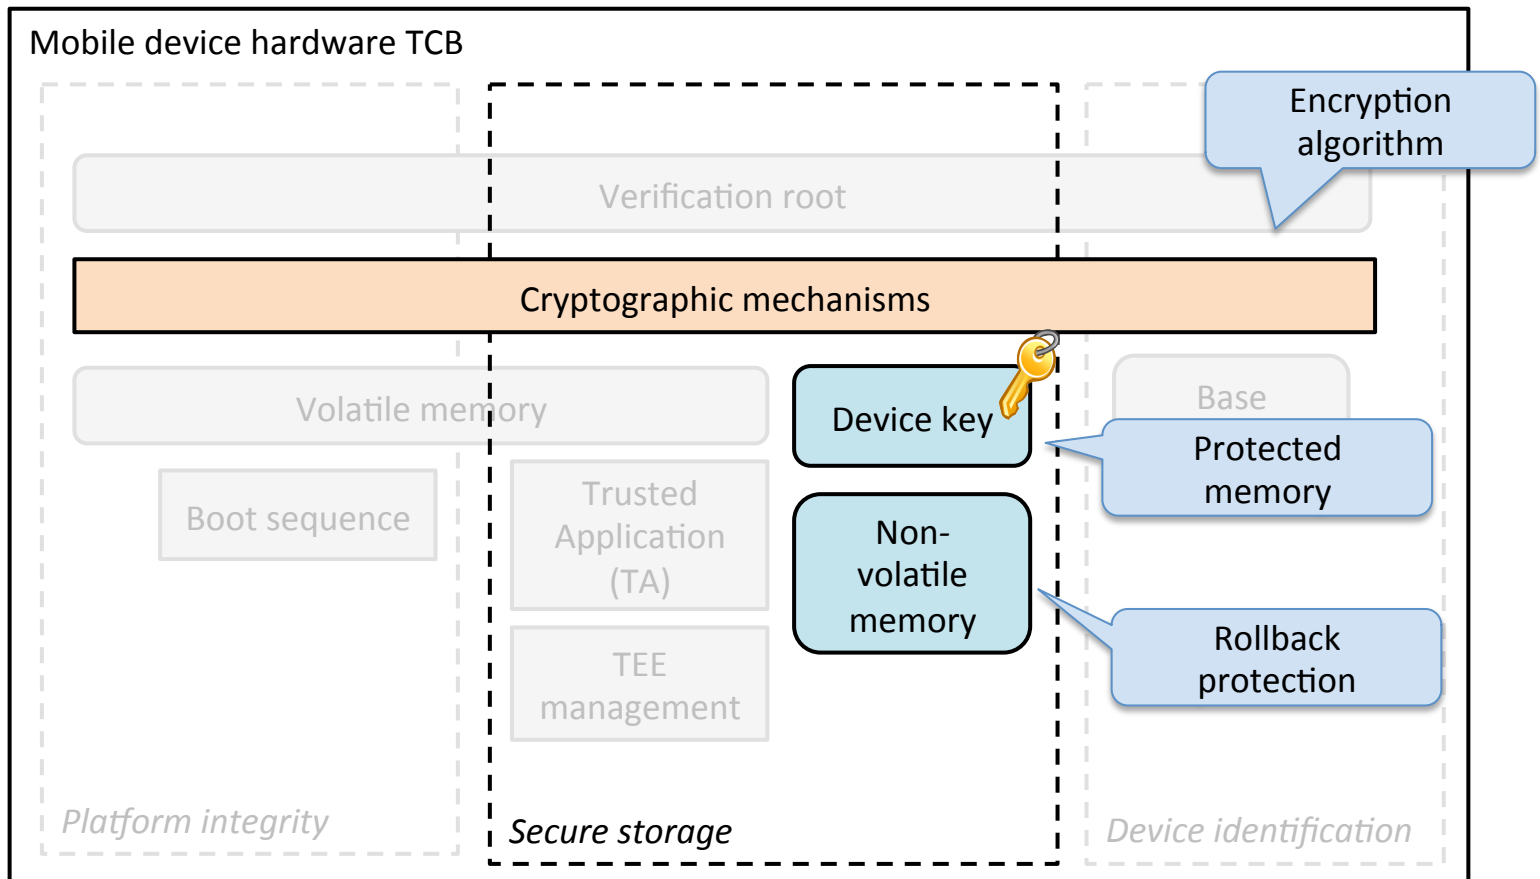 Mobile device hardware TCB
Encryption
algorithm
Verification root
Cryptographic mechanisms
Volatile memory
Device key
Base
Protected
memory
Boot sequence
Trusted
Application
(TA)
Non-
volatile
memory
Rollback
protection
TEE
management
Platform integrity
Secure storage
Device identification